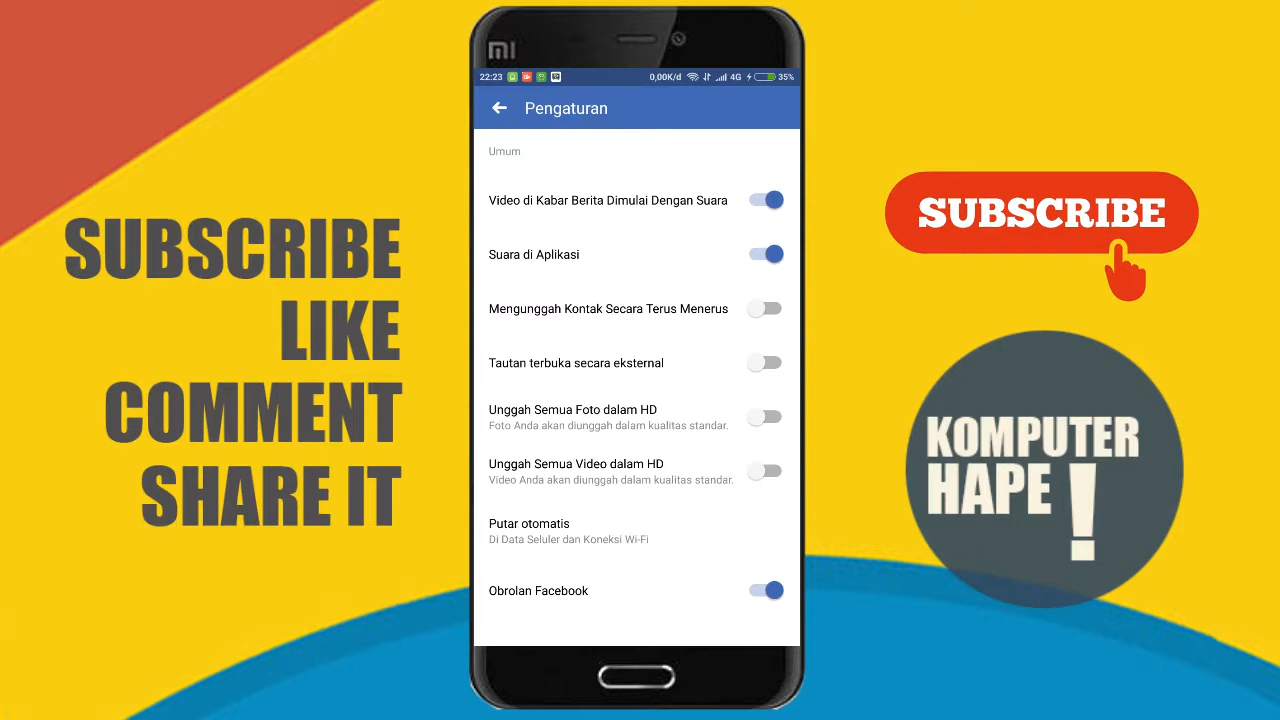 SUBSCRIBE
LIKE
COMMENT
SHARE IT
22:23 0,00K/d 4G 35%
Pengaturan
Umum
Video di Kabar Berita Dimulai Dengan Suara
Suara di Aplikasi
Mengunggah Kontak Secara Terus Menerus
Tautan terbuka secara eksternal
Unggah Semua Foto dalam HD
Foto Anda akan diunggah dalam kualitas standar.
Unggah Semua Video dalam HD
Video Anda akan diunggah dalam kualitas standar.
Putar otomatis
Di Data Seluler dan Koneksi Wi-Fi
Obrolan Facebook
SUBSCRIBE
KOMPUTER
HAPE!